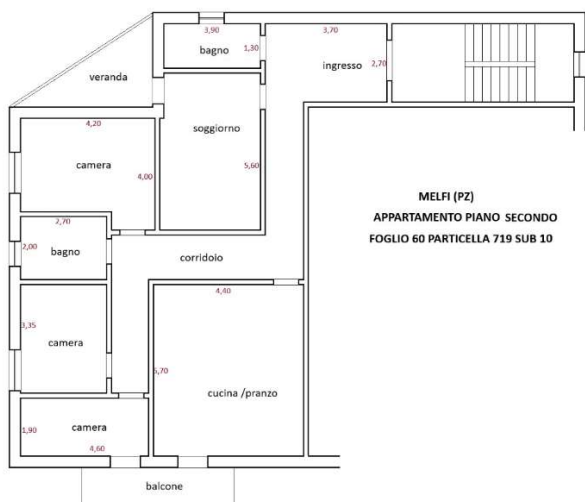 3,90
3,70
bagno
1,30
ingresso
2,70
veranda
4,20
soggiorno
camera
4,00
5,60
MELFI (PZ)
APPARTAMENTO PIANO SECONDO
FOGLIO 60 PARTICELLA 719 SUB 10
2,70
2,00
bagno
corridoio
4,40
3,35
camera
5,70
cucina /pranzo
1,90
camera
4,60
balcone